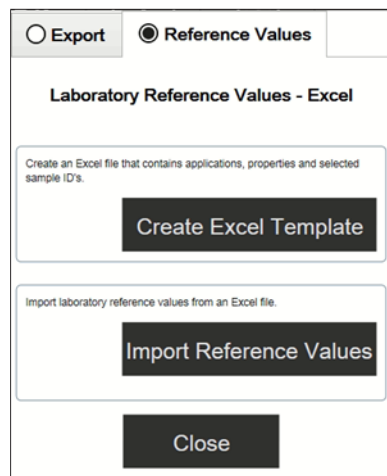 Export
Reference Values
Laboratory Reference Values - Excel
Create an Excel file that contains applications, properties and selected
sample ID's.
Create Excel Template
Import laboratory reference values from an Excel file.
Import Reference Values
Close